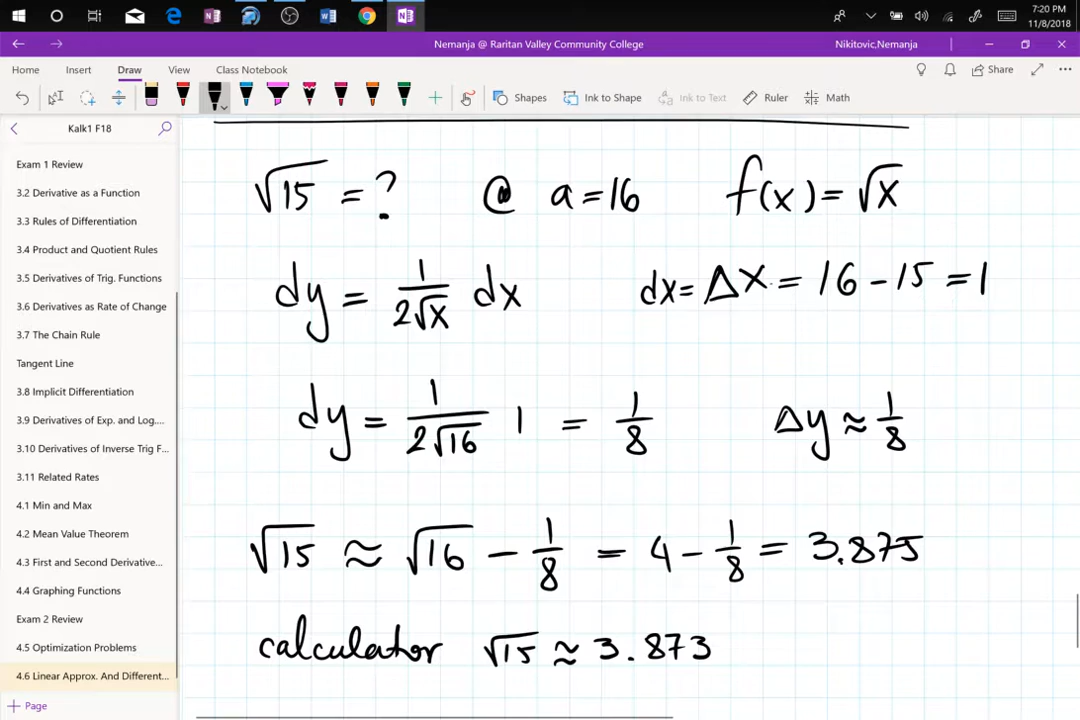 7:20 PM
11/8/2018
Nemanja @ Raritan Valley Community College
Nikitovic,Nemanja
Home Insert Draw View Class Notebook
Share
Shapes Ink to Shape Ink to Text Ruler Math
Kalk1 F18
Exam 1 Review
3.2 Derivative as a Function
3.3 Rules of Differentiation
3.4 Product and Quotient Rules
3.5 Derivatives of Trig. Functions
3.6 Derivatives as Rate of Change
3.7 The Chain Rule
Tangent Line
3.8 Implicit Differentiation
3.9 Derivatives of Exp. and Log....
3.10 Derivatives of Inverse Trig F...
3.11 Related Rates
4.1 Min and Max
4.2 Mean Value Theorem
4.3 First and Second Derivative...
4.4 Graphing Functions
Exam 2 Review
4.5 Optimization Problems
4.6 Linear Approx. And Different...
+ Page
√15 = ? @ a=16 f(x)= √x
dy = 1/(2√x) dx dx= Δx = 16-15 =1
dy = 1/(2√16) 1 = 1/8 Δy ≈ 1/8
√15 ≈ √16 - 1/8 = 4 - 1/8 = 3.875
calculator √15 ≈ 3.873